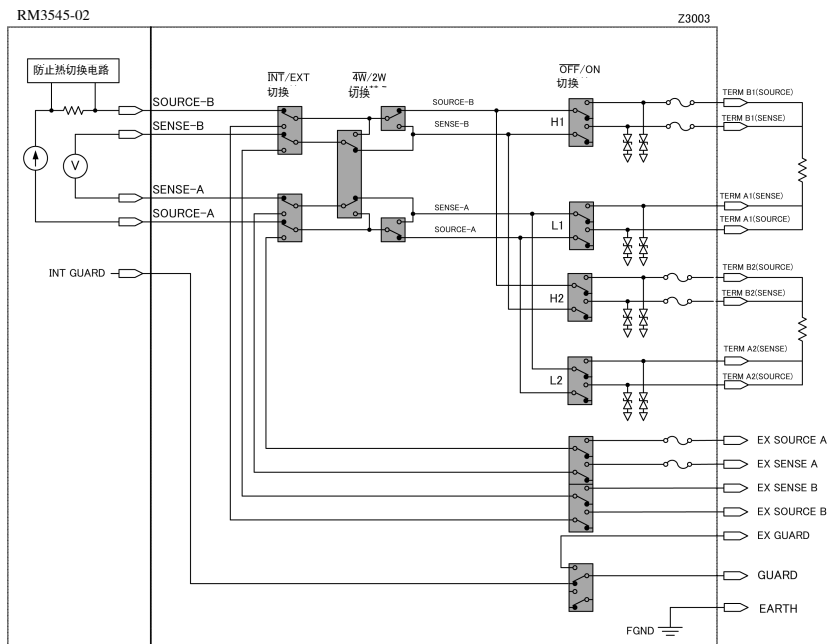 RM3545-02
Z3003
防止热切换电路
INT/EXT
切换
4W/2W
切换
OFF/ON
切换
SOURCE-B
SENSE-B
SENSE-A
SOURCE-A
INT GUARD
V
SOURCE-B
SENSE-B
SENSE-A
SOURCE-A
H1
L1
H2
L2
TERM B1(SOURCE)
TERM B1(SENSE)
TERM A1(SENSE)
TERM A1(SOURCE)
TERM B2(SOURCE)
TERM B2(SENSE)
TERM A2(SENSE)
TERM A2(SOURCE)
EX SOURCE A
EX SENSE A
EX SENSE B
EX SOURCE B
EX GUARD
GUARD
EARTH
FGND